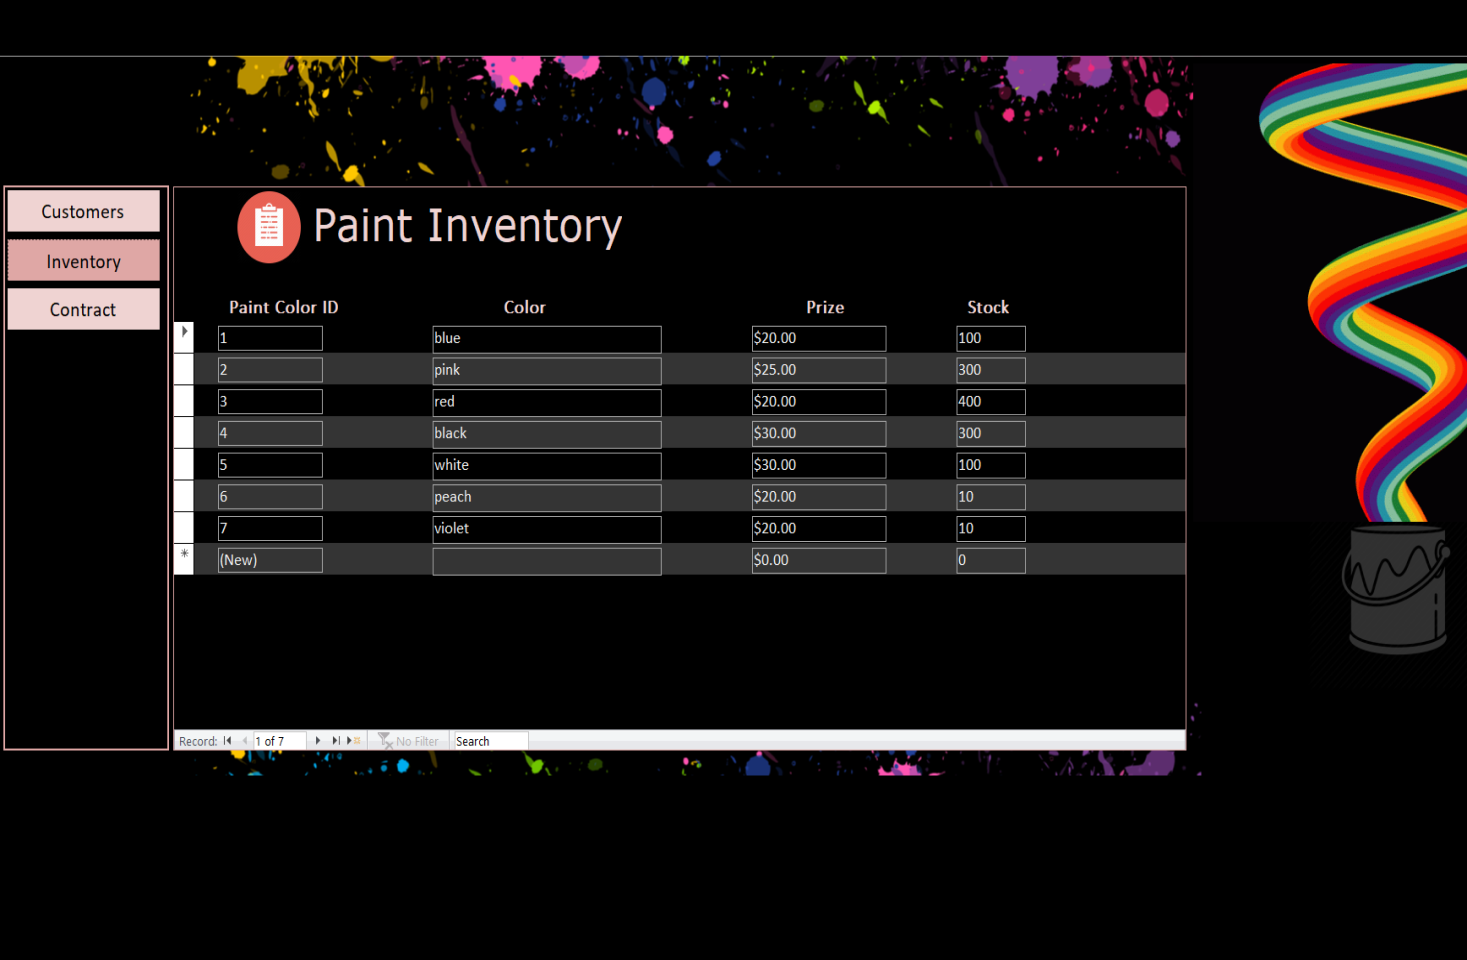 Customers
Inventory
Contract
Paint Inventory
Paint Color ID Color Prize Stock
1 blue $20.00 100
2 pink $25.00 300
3 red $20.00 400
4 black $30.00 300
5 white $30.00 100
6 peach $20.00 10
7 violet $20.00 10
(New) $0.00 0
Record: 1 of 7 No Filter Search